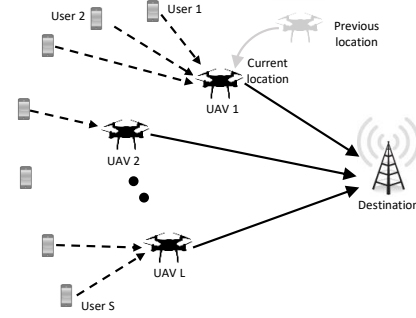 User 2
User 1
Previous
location
Current
location
UAV 1
UAV 2
Destination
UAV L
User S